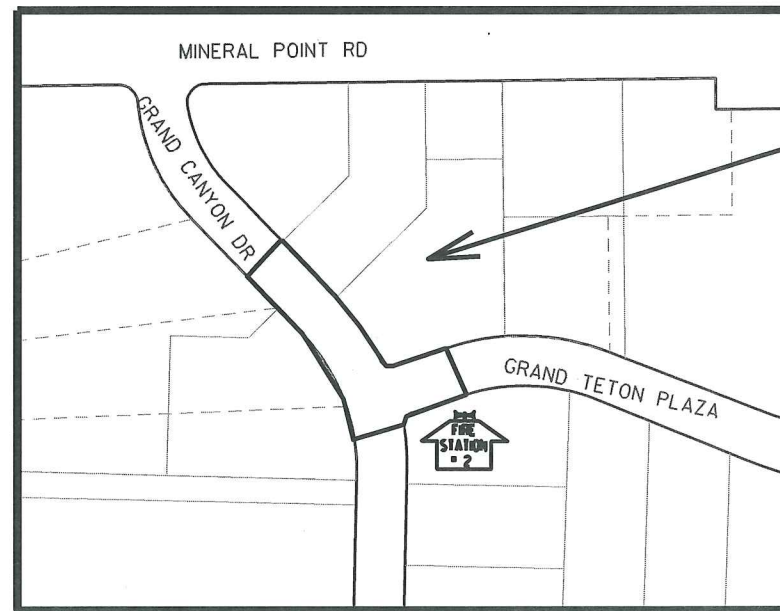 MINERAL POINT RD
GRAND CANYON DR
GRAND TETON PLAZA
FIRE
STATION
# 2